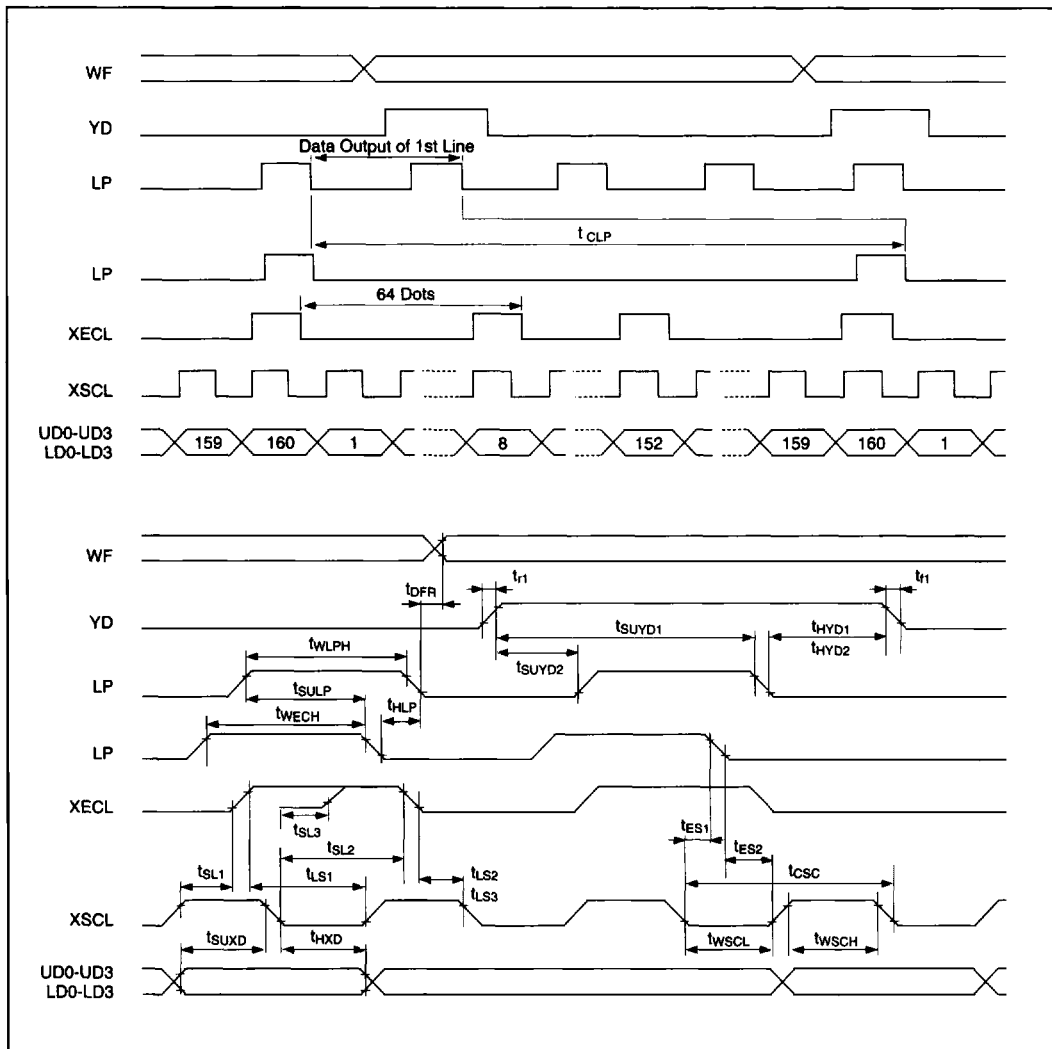 WF
YD
Data Output of 1st Line
LP
t CLP
LP
64 Dots
XECL
XSCL
UD0-UD3
LD0-LD3
159 160 1 8 152 159 160 1
WF
tDFR
tr1
tf1
YD
tSUYD1
tHYD1
tHYD2
tWLPH
tSUYD2
LP
tSULP
tHLP
tWECH
LP
XECL
tSL3
tES1
tSL2
tES2
tSL1
tLS1
tLS2
tCSC
tLS3
XSCL
tSUXD
tHXD
tWSCL
tWSCH
UD0-UD3
LD0-LD3